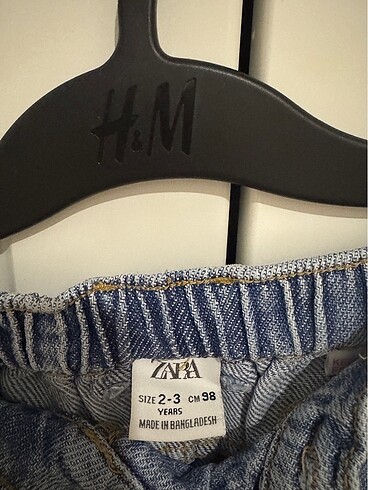 H&M
ZARA
SIZE 2-3 CM 98
YEARS
MADE IN BANGLADESH